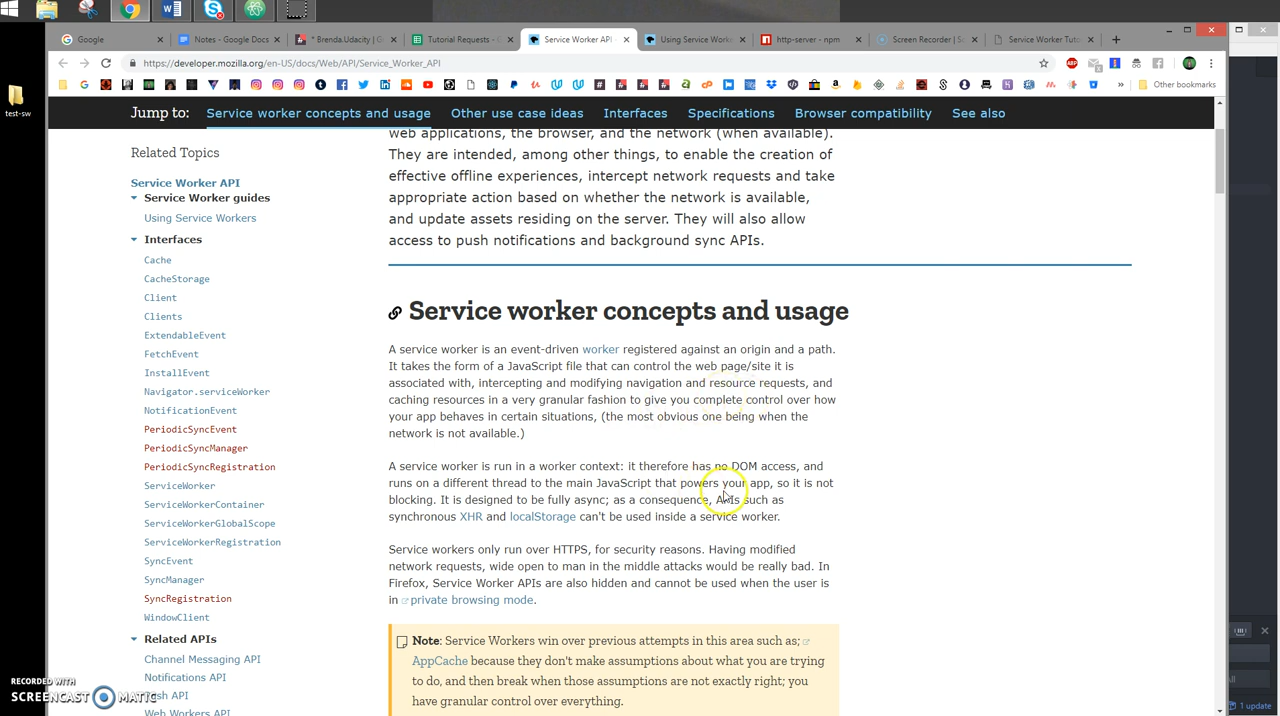 Google
Notes - Google Docs
* Brenda.Udacity
Tutorial Requests -
Service Worker API
Using Service Work
http-server - npm
Screen Recorder | S
Service Worker Tut
https://developer.mozilla.org/en-US/docs/Web/API/Service_Worker_API
Other bookmarks
test-sw
Jump to:
Service worker concepts and usage
Other use case ideas
Interfaces
Specifications
Browser compatibility
See also
Related Topics
Service Worker API
Service Worker guides
Using Service Workers
Interfaces
Cache
CacheStorage
Client
Clients
ExtendableEvent
FetchEvent
InstallEvent
Navigator.serviceWorker
NotificationEvent
PeriodicSyncEvent
PeriodicSyncManager
PeriodicSyncRegistration
ServiceWorker
ServiceWorkerContainer
ServiceWorkerGlobalScope
ServiceWorkerRegistration
SyncEvent
SyncManager
SyncRegistration
WindowClient
Related APIs
Channel Messaging API
Notifications API
Push API
Web Workers API
web applications, the browser, and the network (when available).
They are intended, among other things, to enable the creation of
effective offline experiences, intercept network requests and take
appropriate action based on whether the network is available,
and update assets residing on the server. They will also allow
access to push notifications and background sync APIs.
Service worker concepts and usage
A service worker is an event-driven worker registered against an origin and a path.
It takes the form of a JavaScript file that can control the web page/site it is
associated with, intercepting and modifying navigation and resource requests, and
caching resources in a very granular fashion to give you complete control over how
your app behaves in certain situations, (the most obvious one being when the
network is not available.)
A service worker is run in a worker context: it therefore has no DOM access, and
runs on a different thread to the main JavaScript that powers your app, so it is not
blocking. It is designed to be fully async; as a consequence, APIs such as
synchronous XHR and localStorage can't be used inside a service worker.
Service workers only run over HTTPS, for security reasons. Having modified
network requests, wide open to man in the middle attacks would be really bad. In
Firefox, Service Worker APIs are also hidden and cannot be used when the user is
in private browsing mode.
Note: Service Workers win over previous attempts in this area such as;
AppCache because they don't make assumptions about what you are trying
to do, and then break when those assumptions are not exactly right; you
have granular control over everything.
RECORDED WITH
SCREENCAST MATIC
1 update